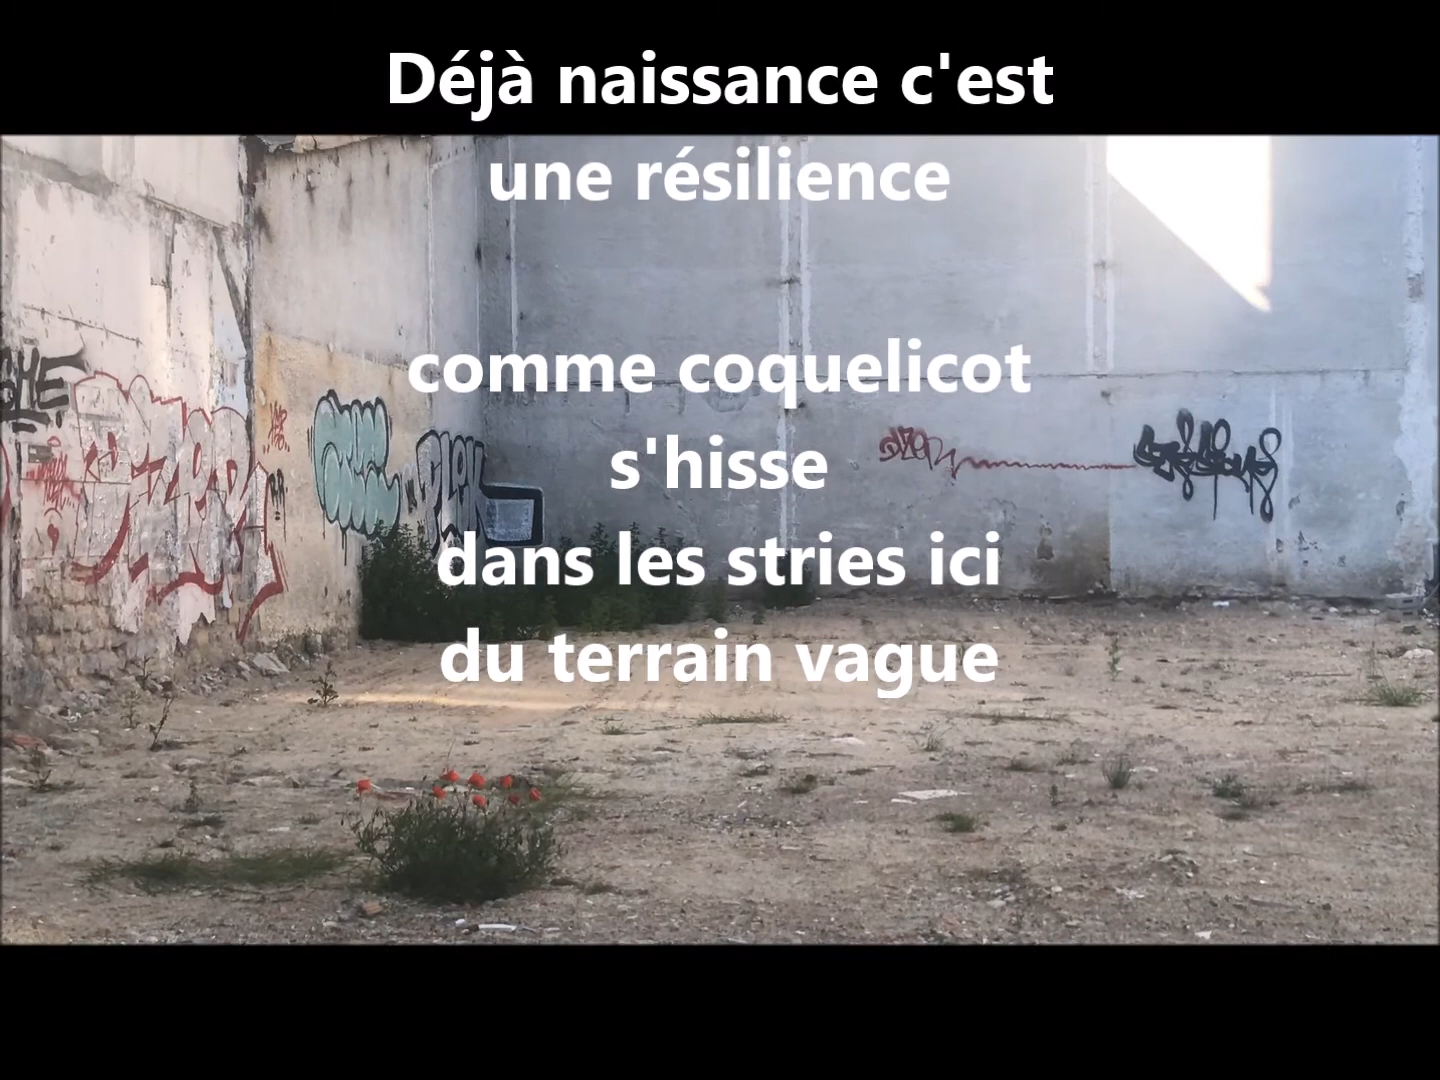 Déjà naissance c'est
une résilience
comme coquelicot
s'hisse
dans les stries ici
du terrain vague